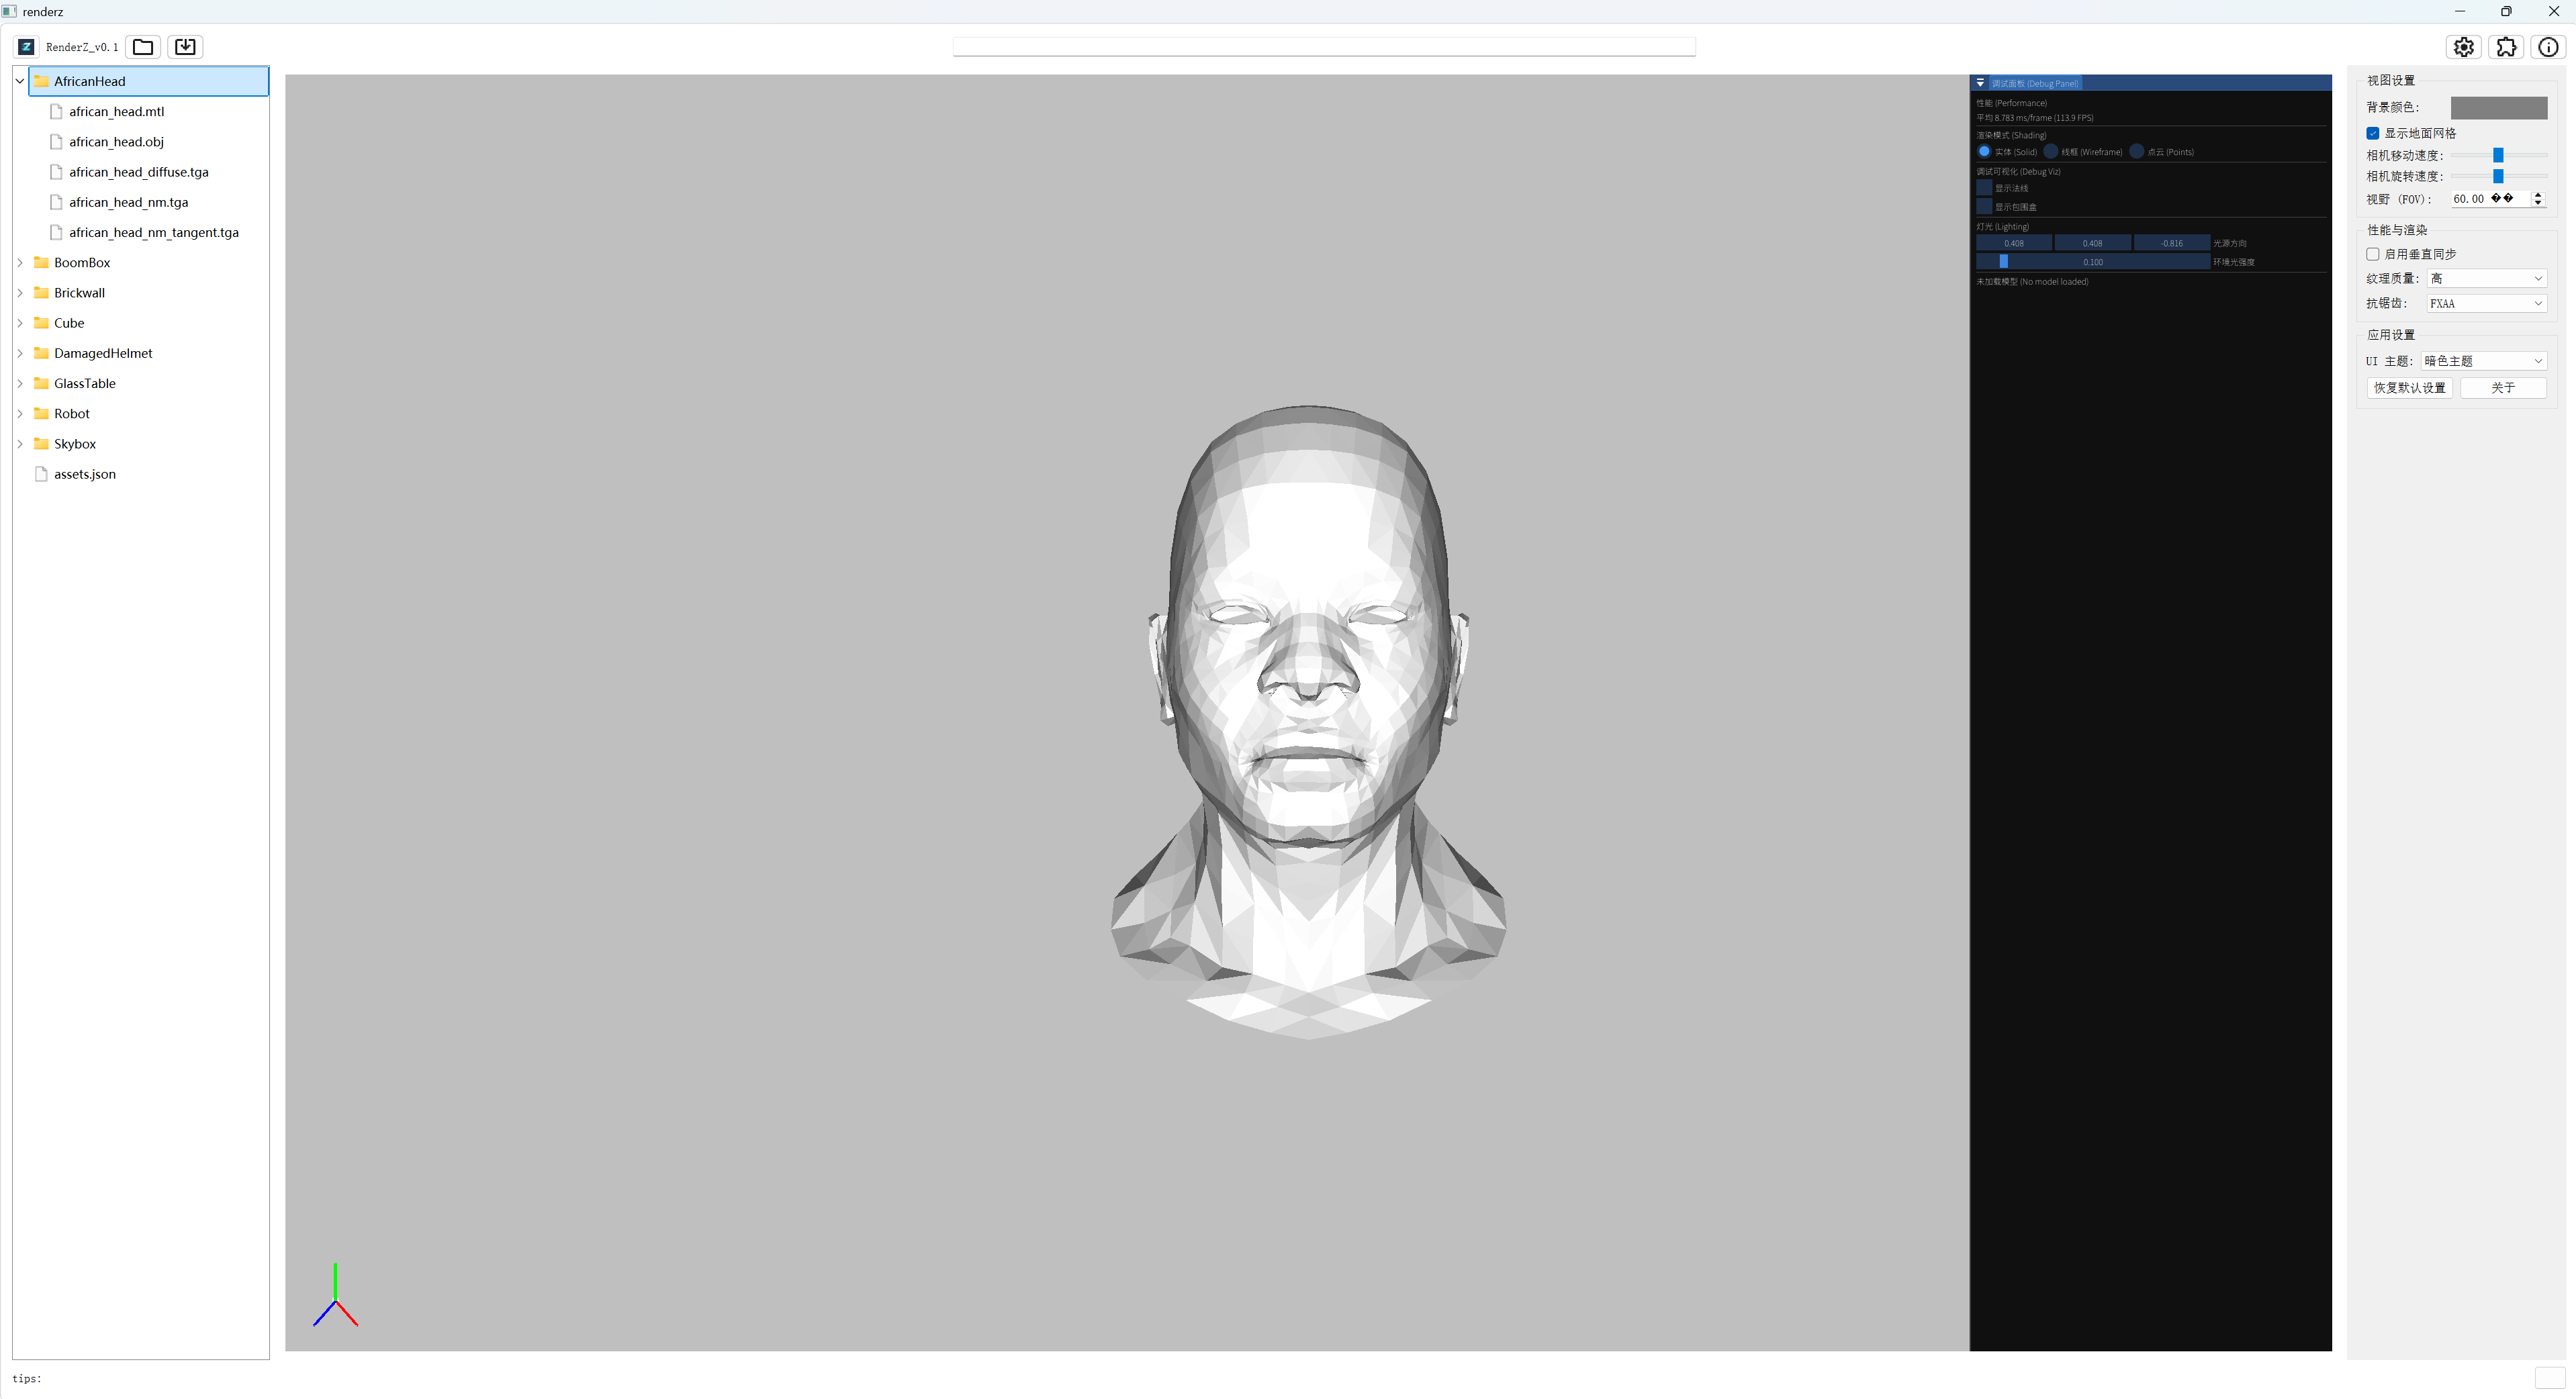 renderz
RenderZ_v0.1
AfricanHead
african_head.mtl
african_head.obj
african_head_diffuse.tga
african_head_nm.tga
african_head_nm_tangent.tga
BoomBox
Brickwall
Cube
DamagedHelmet
GlassTable
Robot
Skybox
assets.json
调试面板 (Debug Panel)
性能 (Performance)
平均 8.783 ms/frame (113.9 FPS)
渲染模式 (Shading)
实体 (Solid) 线框 (Wireframe) 点云 (Points)
调试可视化 (Debug Viz)
显示法线
显示包围盒
灯光 (Lighting)
0.408 0.408 -0.816 光源方向
0.100 环境光强度
未加载模型 (No model loaded)
视图设置
背景颜色:
显示地面网格
相机移动速度:
相机旋转速度:
视野 (FOV): 60.00 ��
性能与渲染
启用垂直同步
纹理质量: 高
抗锯齿: FXAA
应用设置
UI 主题: 暗色主题
恢复默认设置 关于
tips: